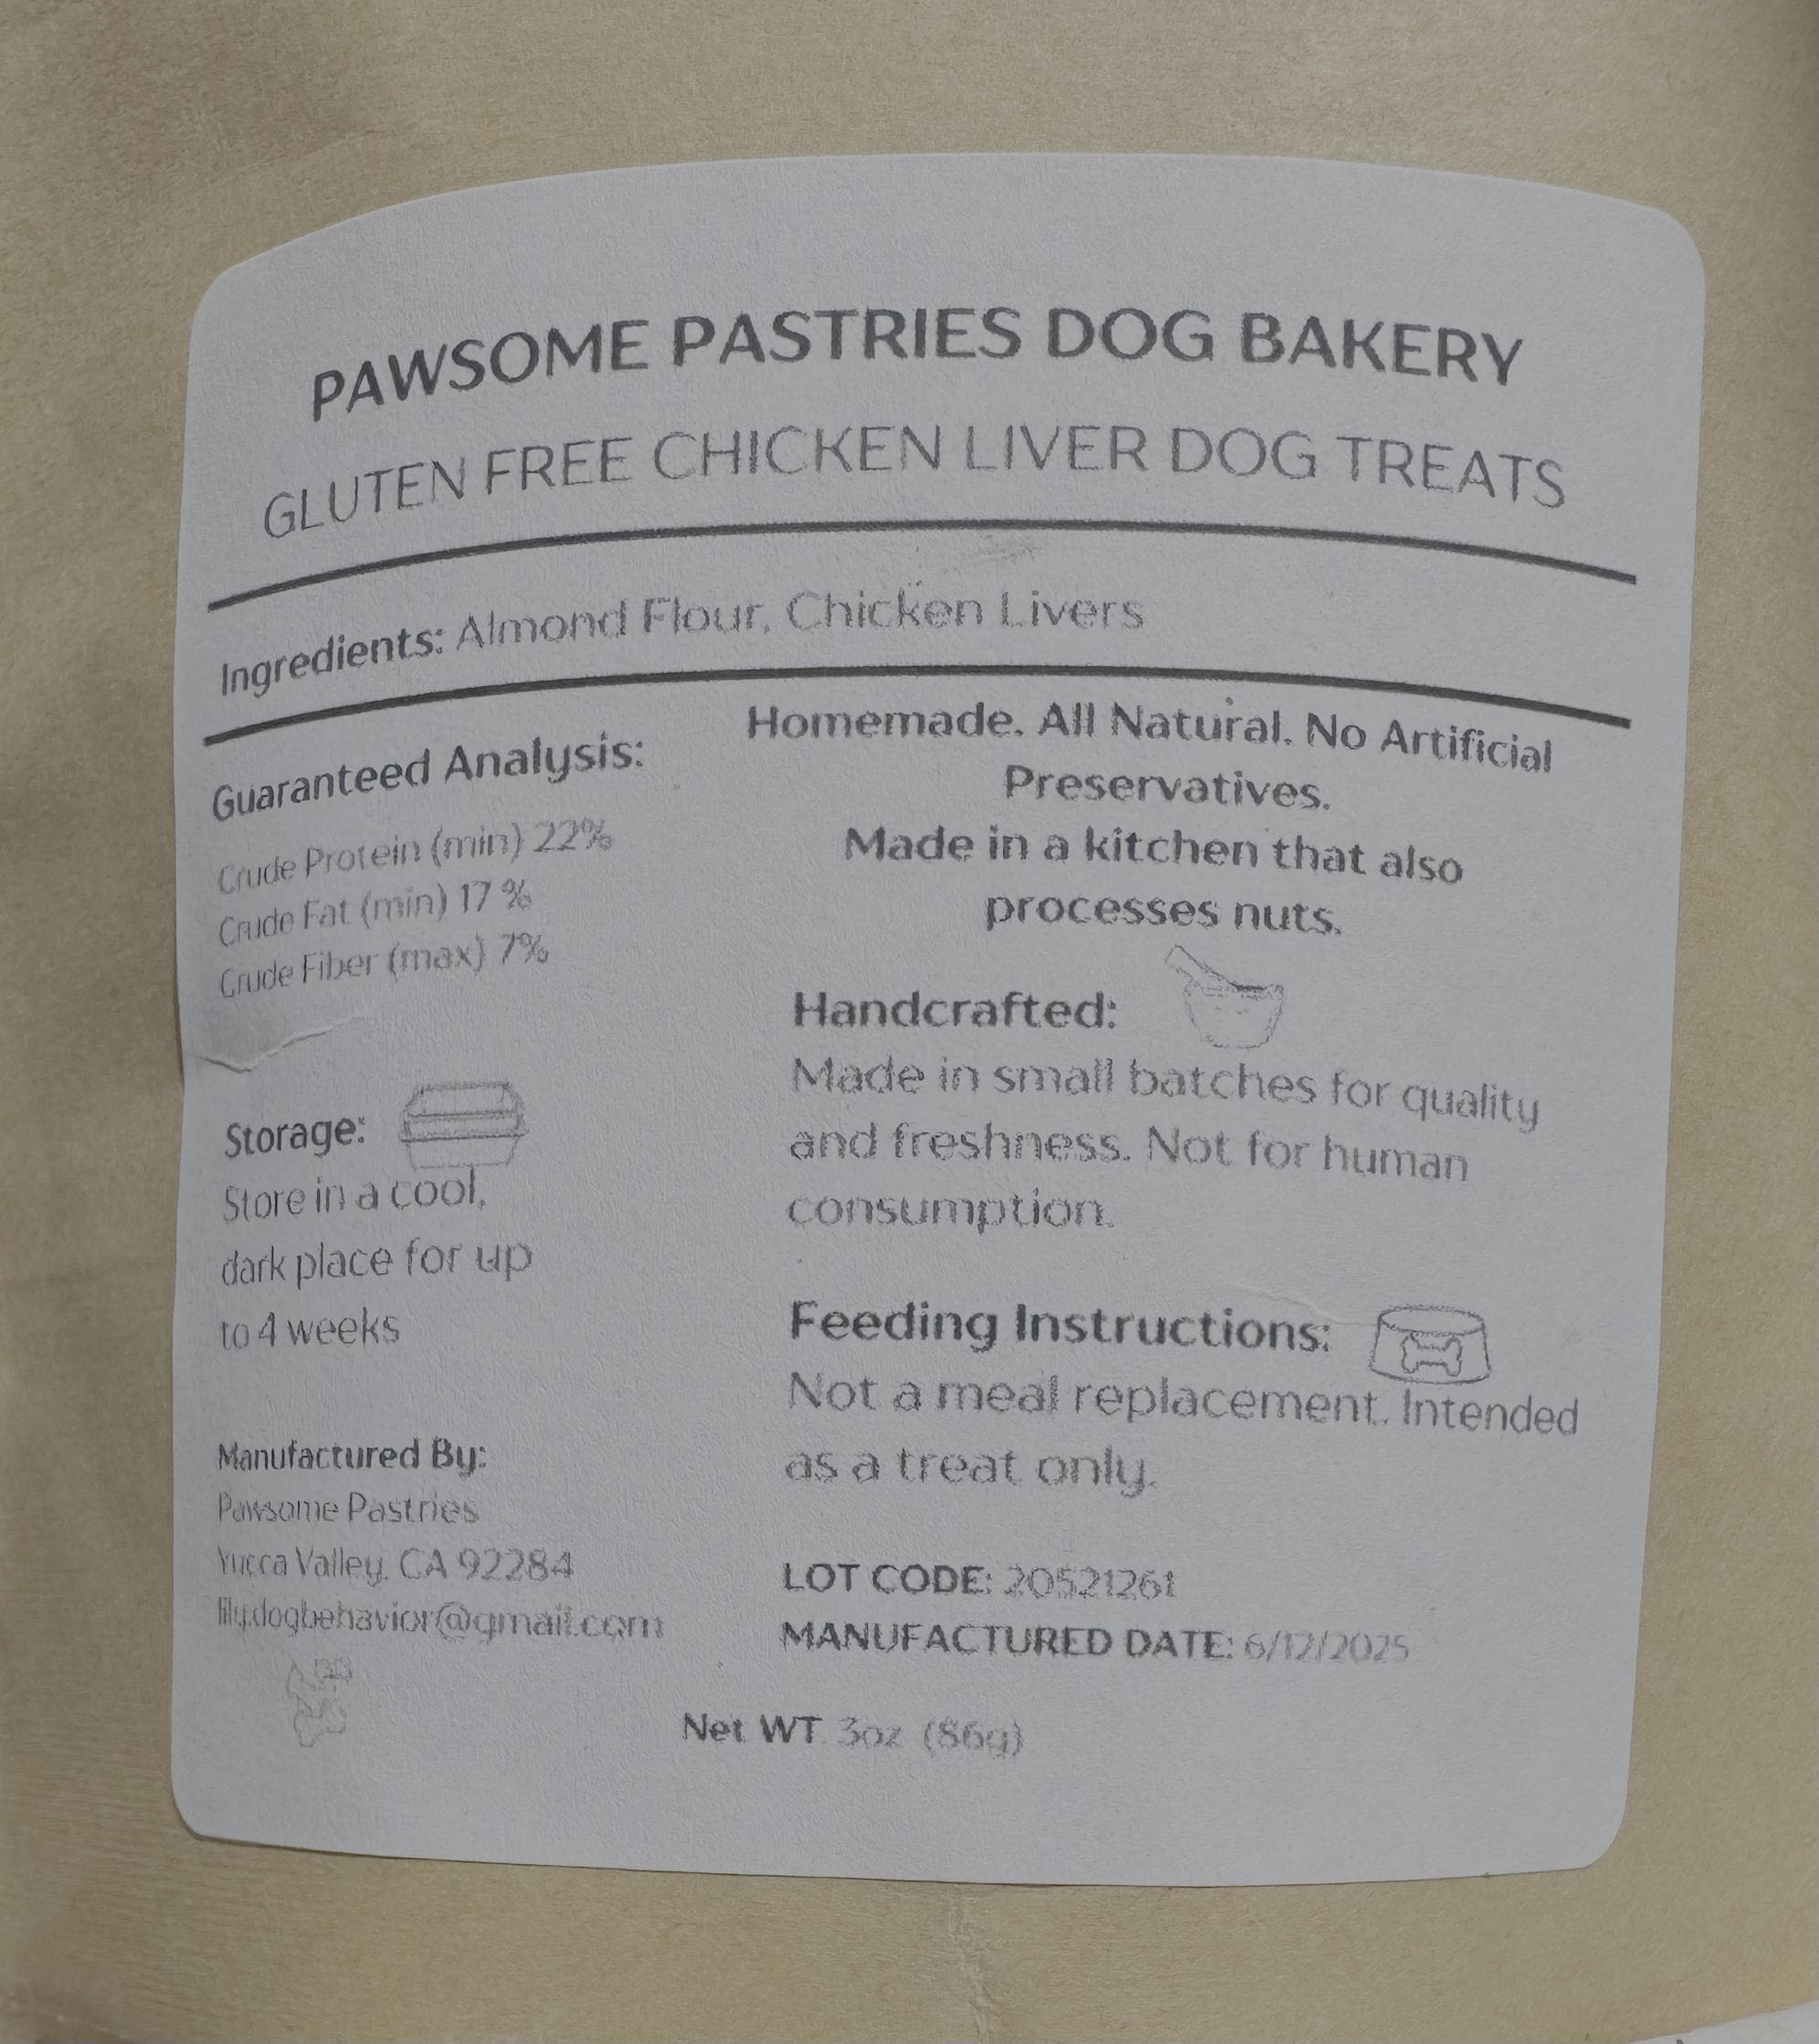 PAWSOME PASTRIES DOG BAKERY
GLUTEN FREE CHICKEN LIVER DOG TREATS
Ingredients: Almond Flour, Chicken Livers
Guaranteed Analysis:
Crude Protein (min) 22%
Crude Fat (min) 17 %
Crude Fiber (max) 7%
Storage:
Store in a cool,
dark place for up
to 4 weeks
Manufactured By:
Pawsome Pastries
Yucca Valley, CA 92284
lily.dogbehavior@gmail.com
Homemade. All Natural. No Artificial
Preservatives.
Made in a kitchen that also
processes nuts.
Handcrafted:
Made in small batches for quality
and freshness. Not for human
consumption.
Feeding Instructions:
Not a meal replacement. Intended
as a treat only.
LOT CODE: 20521261
MANUFACTURED DATE: 6/12/2025
Net WT 3oz (86g)